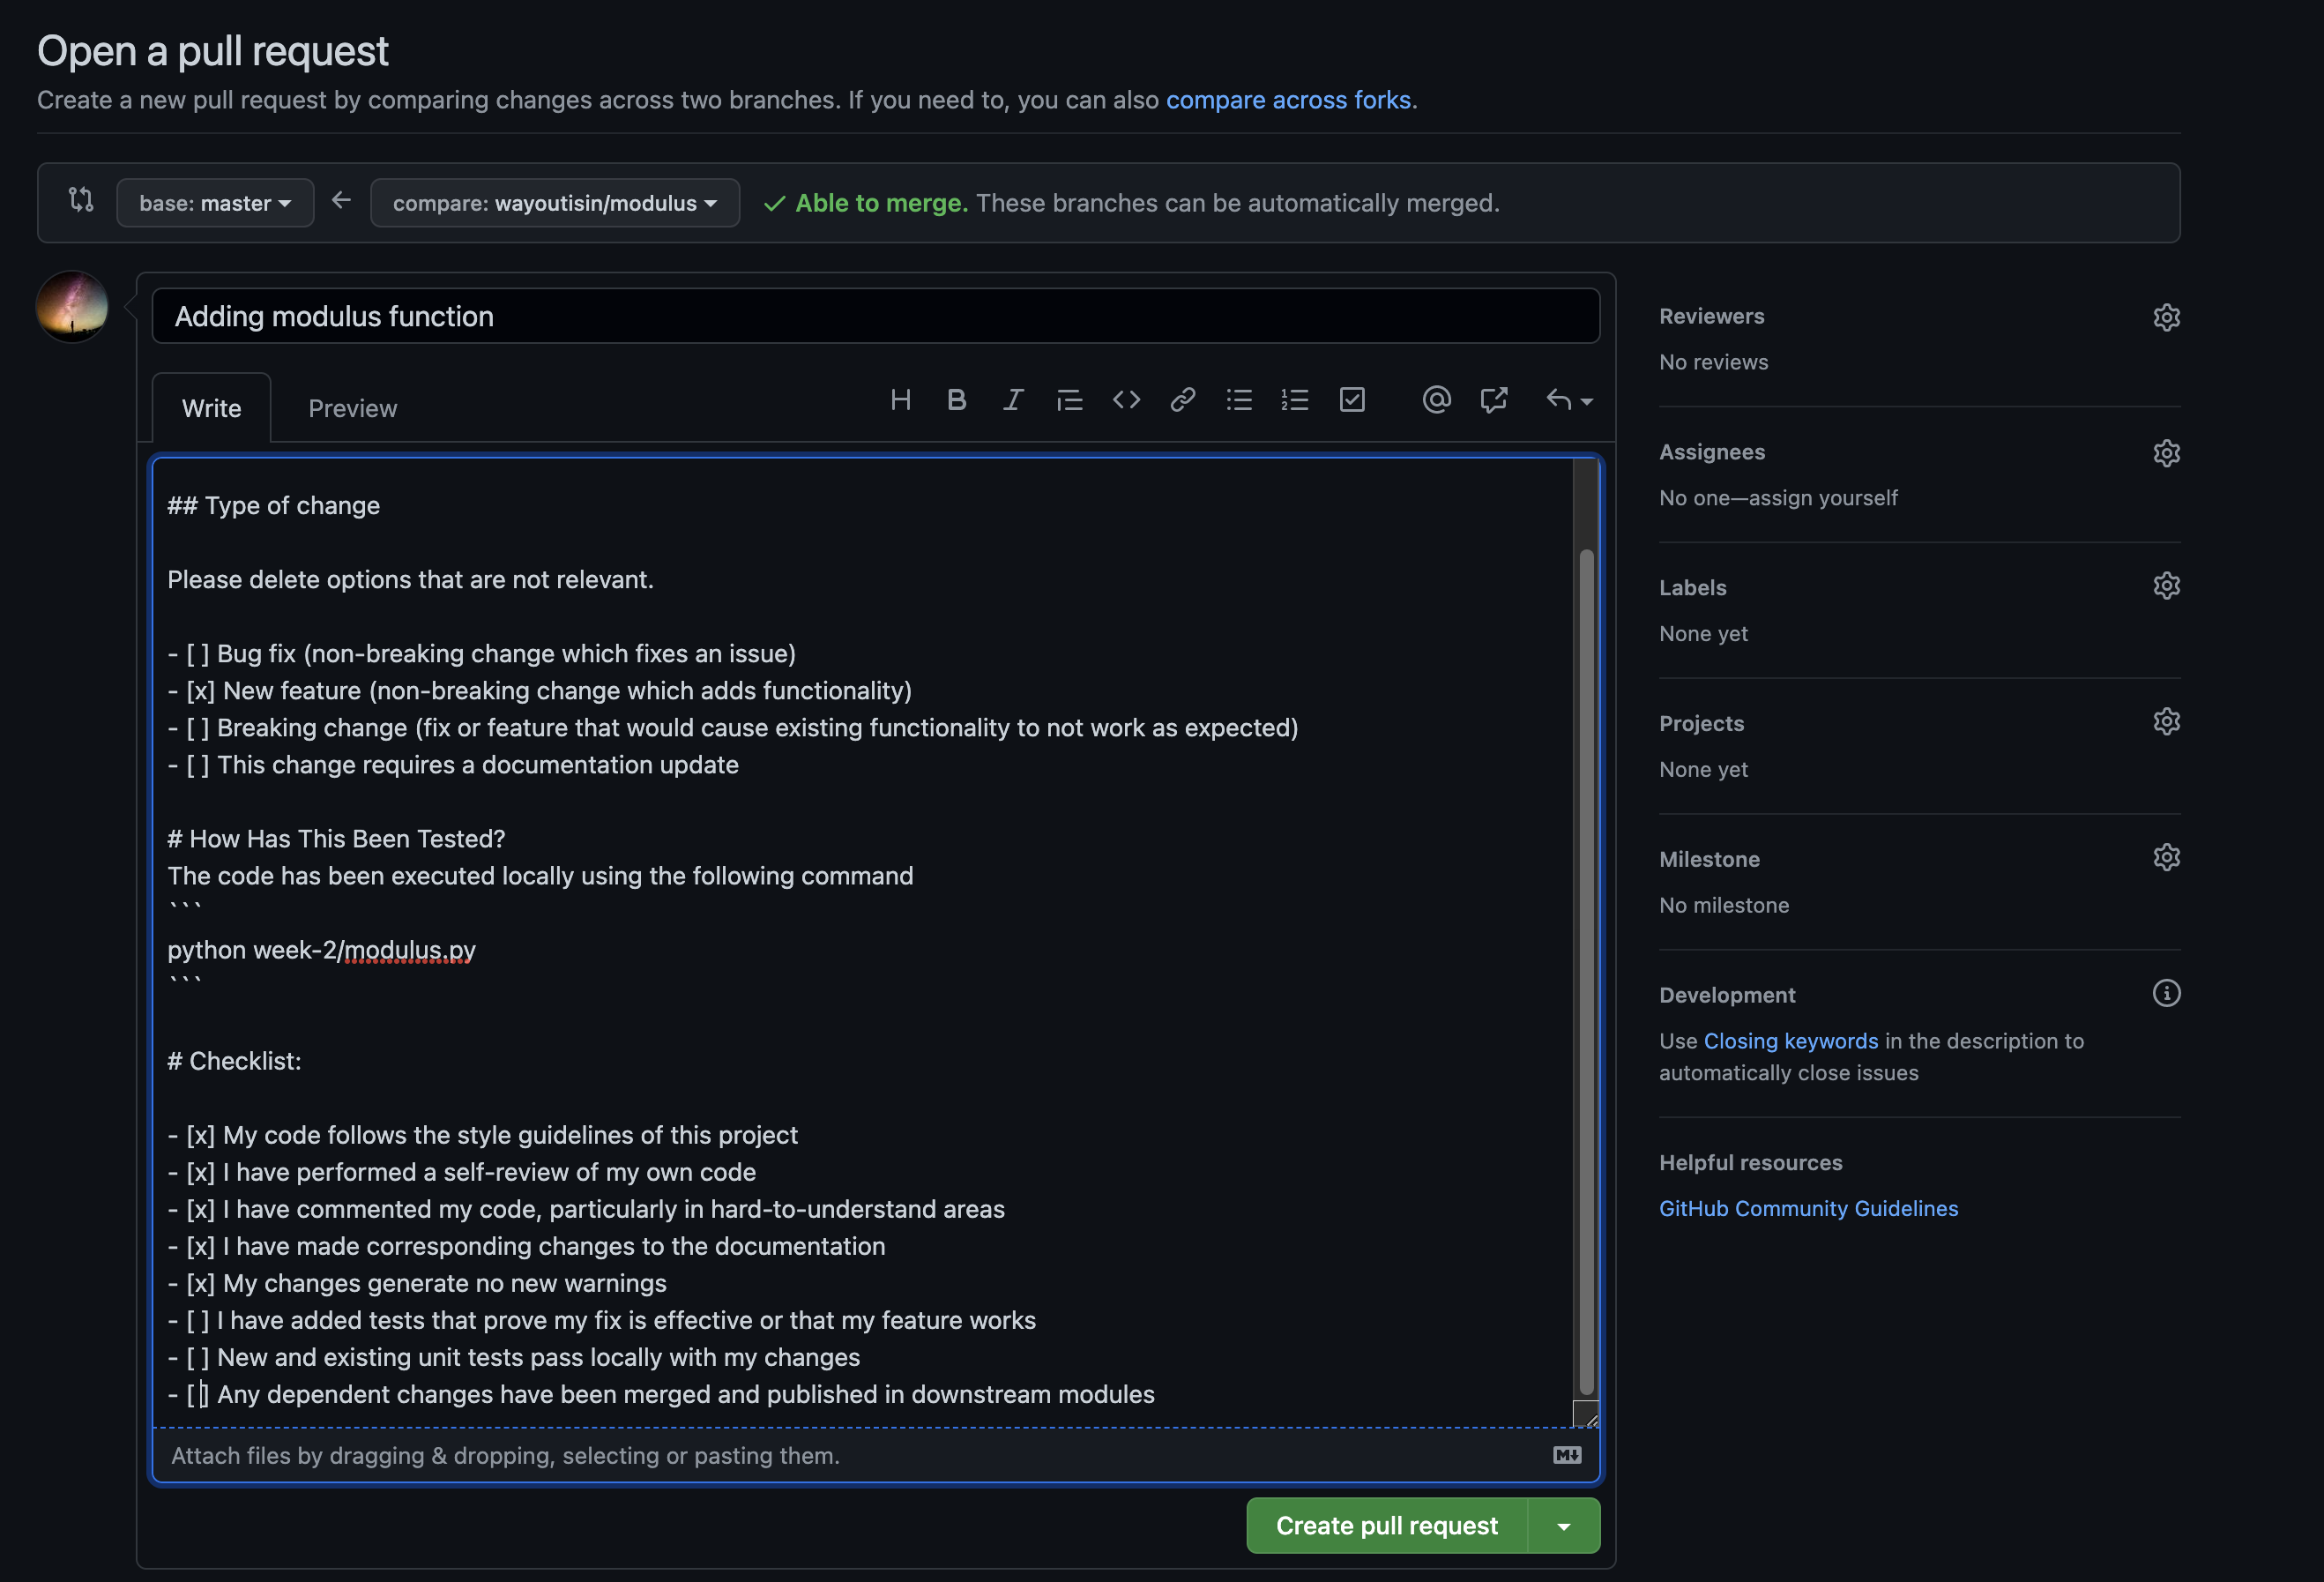 Open a pull request
Create a new pull request by comparing changes across two branches. If you need to, you can also compare across forks.
base: master
compare: wayoutisin/modulus
Able to merge. These branches can be automatically merged.
Adding modulus function
Write
Preview
## Type of change
Please delete options that are not relevant.
- [ ] Bug fix (non-breaking change which fixes an issue)
- [x] New feature (non-breaking change which adds functionality)
- [ ] Breaking change (fix or feature that would cause existing functionality to not work as expected)
- [ ] This change requires a documentation update
# How Has This Been Tested?
The code has been executed locally using the following command
```
python week-2/modulus.py
```
# Checklist:
- [x] My code follows the style guidelines of this project
- [x] I have performed a self-review of my own code
- [x] I have commented my code, particularly in hard-to-understand areas
- [x] I have made corresponding changes to the documentation
- [x] My changes generate no new warnings
- [ ] I have added tests that prove my fix is effective or that my feature works
- [ ] New and existing unit tests pass locally with my changes
- [ ] Any dependent changes have been merged and published in downstream modules
Attach files by dragging & dropping, selecting or pasting them.
Create pull request
Reviewers
No reviews
Assignees
No one—assign yourself
Labels
None yet
Projects
None yet
Milestone
No milestone
Development
Use Closing keywords in the description to
automatically close issues
Helpful resources
GitHub Community Guidelines